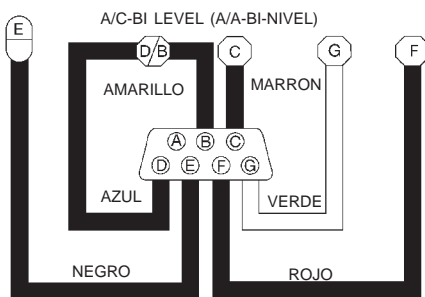 A/C-BI LEVEL (A/A-BI-NIVEL)
E
D/B
C
G
F
AMARILLO
MARRON
A B C
D E F G
AZUL
VERDE
NEGRO
ROJO